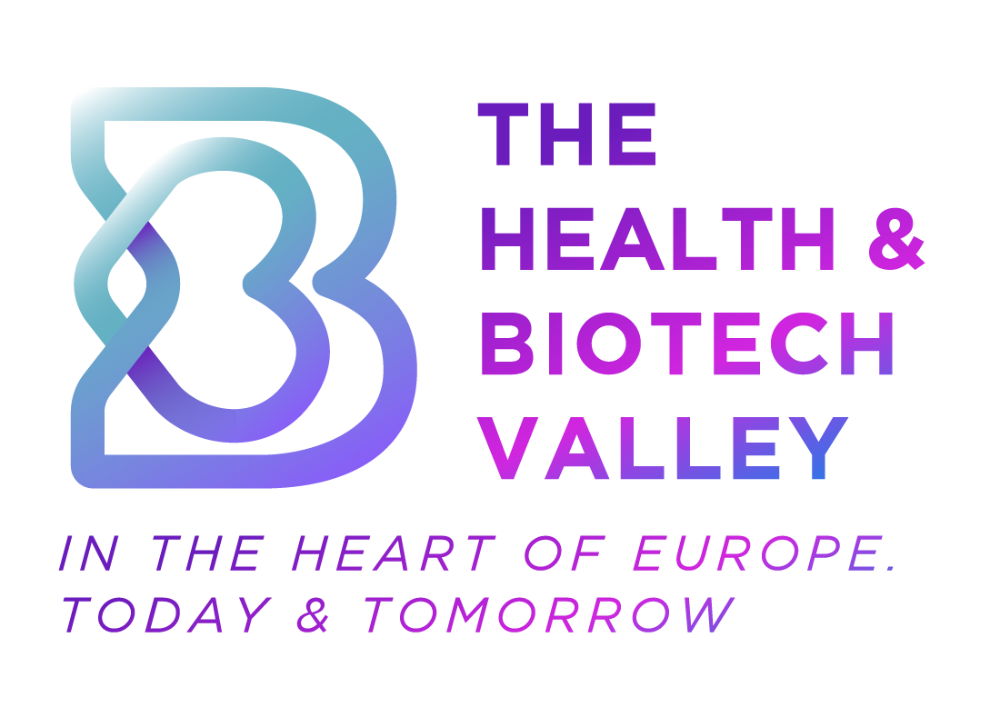 THE
HEALTH &
BIOTECH
VALLEY
IN THE HEART OF EUROPE.
TODAY & TOMORROW